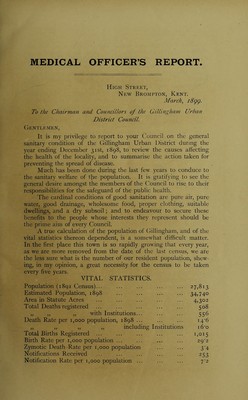 MEDICAL OFFICER'S REPORT.
High Street,
New Brompton, Kent.
March, 1899.
To the Chairman and Councillors of the Gillingham Urban
District Council.
Gentlemen,
It is my privilege to report to your Council on the general
sanitary condition of the Gillingham Urban District during the
year ending December 31st, 1898, to review the causes affecting
the health of the locality, and to summarise the action taken for
preventing the spread of disease.
Much has been done during the last few years to conduce to
the sanitary welfare of the population. It is gratifying to see the
general desire amongst the members of the Council to rise to their
responsibilities for the safeguard of the public health.
The cardinal conditions of good sanitation are pure air, pure
water, good drainage, wholesome food, proper clothing, suitable
dwellings, and a dry subsoil; and to endeavour to secure these
benefits to the people whose interests they represent should be
the prime aim of every Council.
A true calculation of the population of Gillingham, and of the
vital statistics thereon dependent, is a somewhat difficult matter.
In the first place this town is so rapidly growing that every year,
as we are more removed from the date of the last census, we are
the less sure what is the number of our resident population, show-
ing, in my opinion, a great necessity for the census to be taken
every five years.
VITAL STATISTICS.
Population (1891 Census)... ... ... ... ... 27,813
Estimated Population, 1898 ... ... ... ... 34,740
Area in Statute Acres ... ... ... ... ... 4,302
Total Deaths registered ... ... ... ... 508
„ „ „ with Institutions... ... ... 556
Death Rate per 1,000 population, 1898 ... ... ... 14·6
„ „ „ „ including Institutions 16·0
Total Births Registered ... ... ... ... ... 1,015
Birth Rate per 1,000 population ... ... ... 29·2
Zymotic Death-Rate per 1,000 population ... ... 3·4
Notifications Received ... ... ... ... ... 253
Notification Rate per 1,000 population ... ... ... 7·2